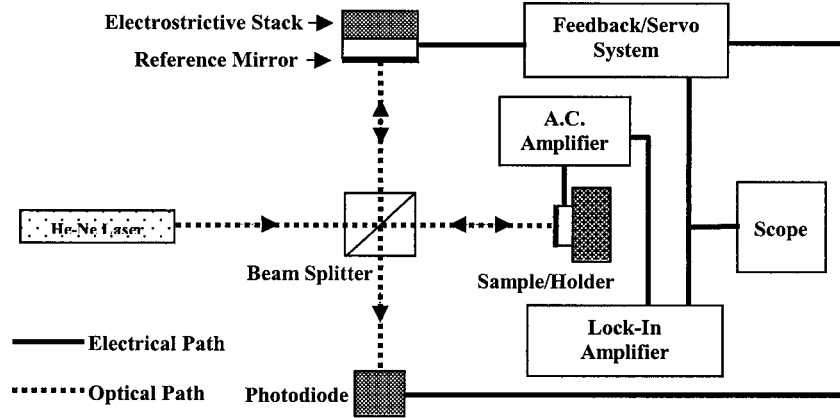 Electrostrictive Stack
Reference Mirror
Feedback/Servo
System
A.C.
Amplifier
He-Ne Laser
Beam Splitter
Sample/Holder
Scope
Lock-In
Amplifier
Electrical Path
Optical Path
Photodiode